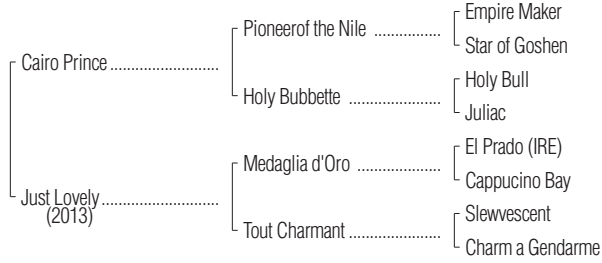 Empire Maker
Pioneerof the Nile ..................
Star of Goshen
Cairo Prince ........................
Holy Bull
Holy Bubbette .....................
Juliac
El Prado (IRE)
Medaglia d'Oro ...................
Cappucino Bay
Just Lovely ..........................
(2013)
Slewvescent
Tout Charmant .....................
Charm a Gendarme